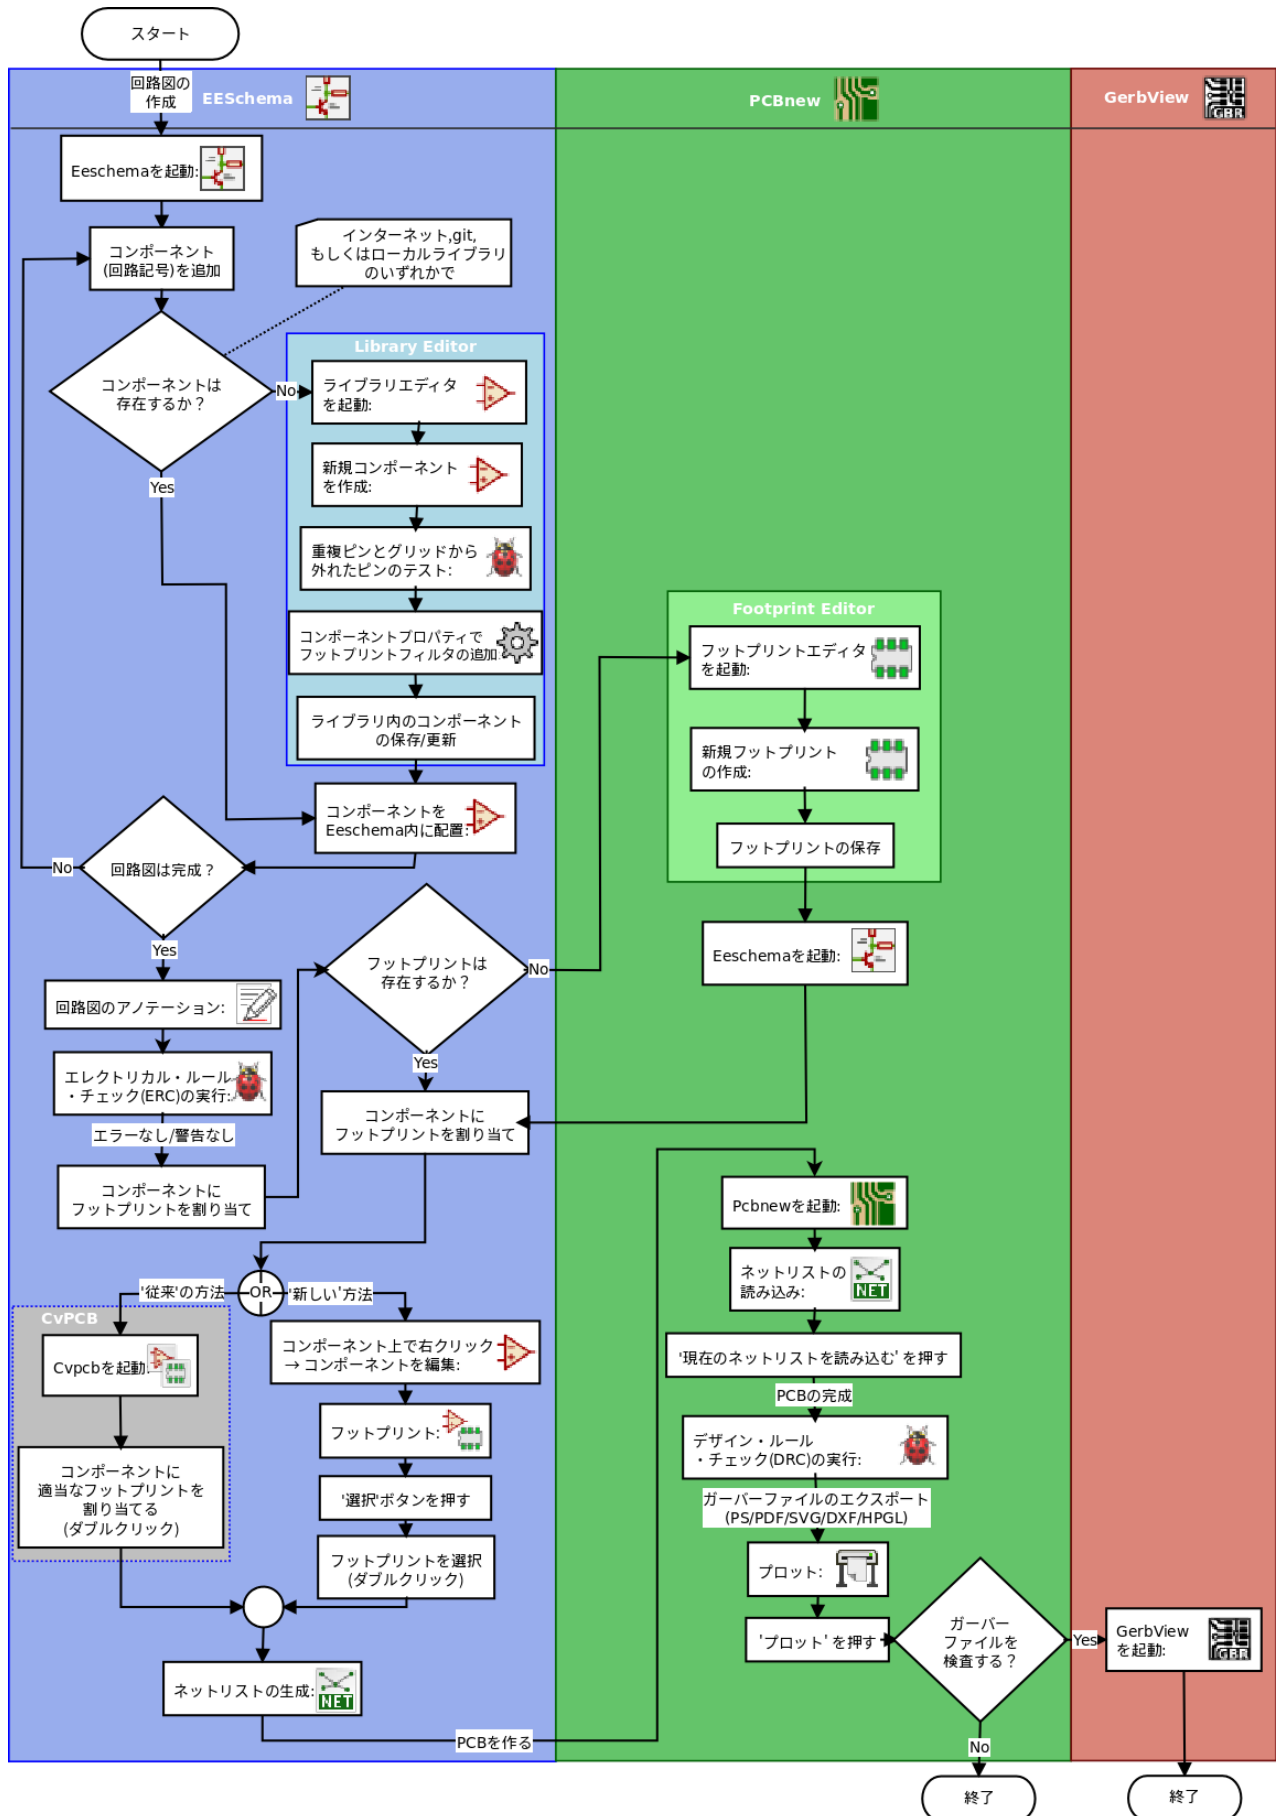 スタート
回路図の
作成
EESchema
PCBnew
GerbView
GBR
Eeschemaを起動:
コンポーネント
(回路記号)を追加
インターネット,git,
もしくはローカルライブラリ
のいずれかで
コンポーネントは
存在するか？
No
Yes
Library Editor
ライブラリエディタ
を起動:
新規コンポーネント
を作成:
重複ピンとグリッドから
外れたピンのテスト:
コンポーネントプロパティで
フットプリントフィルタの追加
ライブラリ内のコンポーネント
の保存/更新
コンポーネントを
Eeschema内に配置:
回路図は完成？
No
Yes
回路図のアノテーション:
エレクトリカル・ルール
・チェック(ERC)の実行:
エラーなし/警告なし
コンポーネントに
フットプリントを割り当て
フットプリントは
存在するか？
No
Yes
Footprint Editor
フットプリントエディタ
を起動:
新規フットプリント
の作成:
フットプリントの保存
Eeschemaを起動:
コンポーネントに
フットプリントを割り当て
OR
'従来'の方法
'新しい'方法
CvPCB
Cvpcbを起動:
コンポーネントに
適当なフットプリントを
割り当てる
(ダブルクリック)
コンポーネント上で右クリック
→コンポーネントを編集:
フットプリント:
'選択'ボタンを押す
フットプリントを選択
(ダブルクリック)
ネットリストの生成:
NET
PCBを作る
Pcbnewを起動:
ネットリストの
読み込み:
NET
'現在のネットリストを読み込む' を押す
PCBの完成
デザイン・ルール
・チェック(DRC)の実行:
ガーバーファイルのエクスポート
(PS/PDF/SVG/DXF/HPGL)
プロット:
'プロット' を押す
ガーバー
ファイルを
検査する？
Yes
No
GerbView
を起動:
GBR
終了
終了